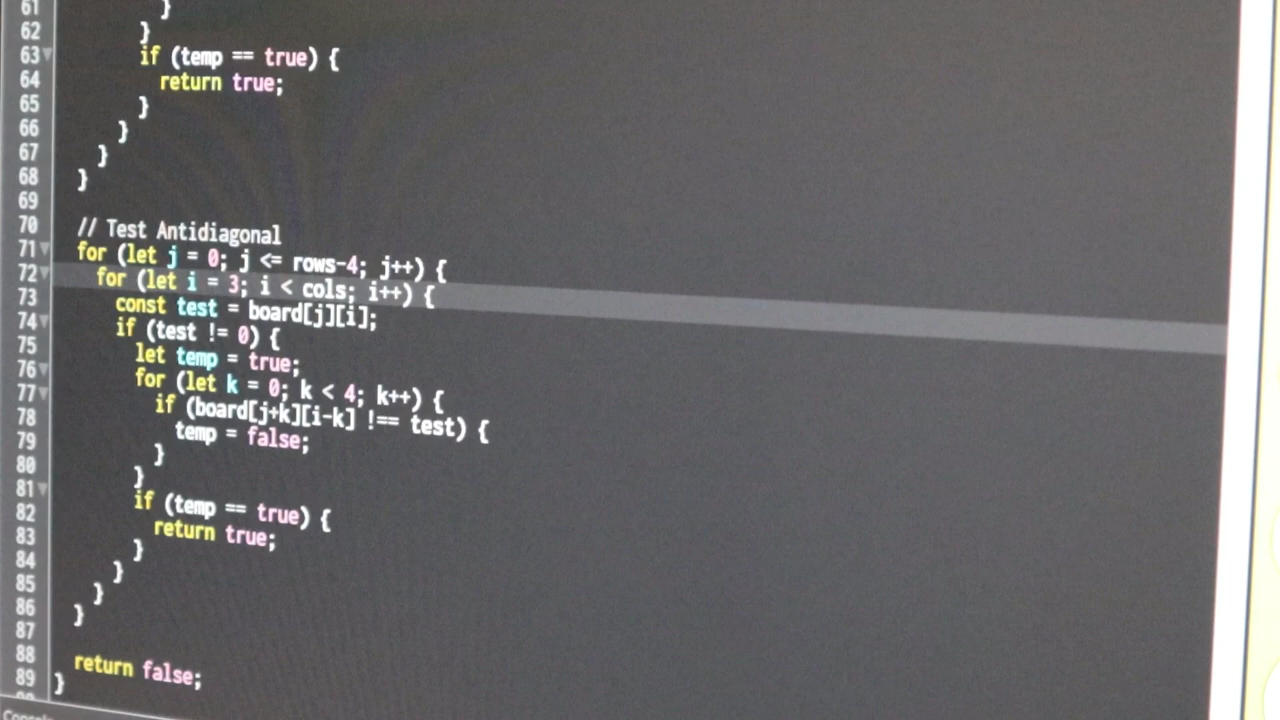 61 }
62 }
63 if (temp == true) {
64 return true;
65 }
66 }
67 }
68 }
69
70 // Test Antidiagonal
71 for (let j = 0; j <= rows-4; j++) {
72 for (let i = 3; i < cols; i++) {
73 const test = board[j][i];
74 if (test != 0) {
75 let temp = true;
76 for (let k = 0; k < 4; k++) {
77 if (board[j+k][i-k] !== test) {
78 temp = false;
79 }
80 }
81 if (temp == true) {
82 return true;
83 }
84 }
85 }
86 }
87
88 return false;
89 }